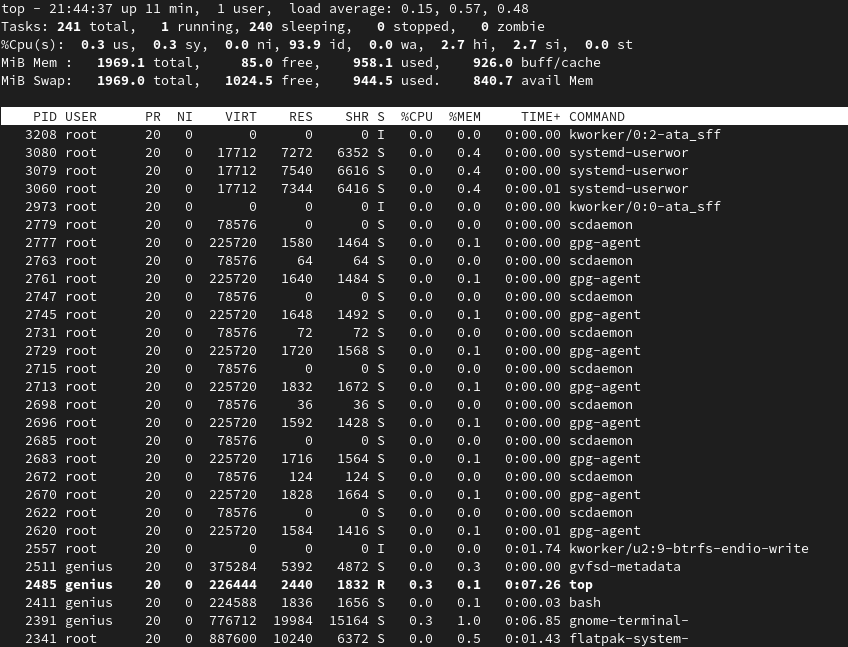 top - 21:44:37 up 11 min,  1 user,  load average: 0.15, 0.57, 0.48
Tasks: 241 total,   1 running, 240 sleeping,   0 stopped,   0 zombie
%Cpu(s):  0.3 us,  0.3 sy,  0.0 ni, 93.9 id,  0.0 wa,  2.7 hi,  2.7 si,  0.0 st
MiB Mem :   1969.1 total,     85.0 free,    958.1 used,    926.0 buff/cache
MiB Swap:   1969.0 total,   1024.5 free,    944.5 used.    840.7 avail Mem
PID USER      PR  NI    VIRT    RES    SHR S  %CPU  %MEM     TIME+ COMMAND
3208 root      20   0       0      0      0 I   0.0   0.0   0:00.00 kworker/0:2-ata_sff
3080 root      20   0   17712   7272   6352 S   0.0   0.4   0:00.00 systemd-userwor
3079 root      20   0   17712   7540   6616 S   0.0   0.4   0:00.00 systemd-userwor
3060 root      20   0   17712   7344   6416 S   0.0   0.4   0:00.01 systemd-userwor
2973 root      20   0       0      0      0 I   0.0   0.0   0:00.00 kworker/0:0-ata_sff
2779 root      20   0   78576      0      0 S   0.0   0.0   0:00.00 scdaemon
2777 root      20   0  225720   1580   1464 S   0.0   0.1   0:00.00 gpg-agent
2763 root      20   0   78576     64     64 S   0.0   0.0   0:00.00 scdaemon
2761 root      20   0  225720   1640   1484 S   0.0   0.1   0:00.00 gpg-agent
2747 root      20   0   78576      0      0 S   0.0   0.0   0:00.00 scdaemon
2745 root      20   0  225720   1648   1492 S   0.0   0.1   0:00.00 gpg-agent
2731 root      20   0   78576     72     72 S   0.0   0.0   0:00.00 scdaemon
2729 root      20   0  225720   1720   1568 S   0.0   0.1   0:00.00 gpg-agent
2715 root      20   0   78576      0      0 S   0.0   0.0   0:00.00 scdaemon
2713 root      20   0  225720   1832   1672 S   0.0   0.1   0:00.00 gpg-agent
2698 root      20   0   78576     36     36 S   0.0   0.0   0:00.00 scdaemon
2696 root      20   0  225720   1592   1428 S   0.0   0.1   0:00.00 gpg-agent
2685 root      20   0   78576      0      0 S   0.0   0.0   0:00.00 scdaemon
2683 root      20   0  225720   1716   1564 S   0.0   0.1   0:00.00 gpg-agent
2672 root      20   0   78576    124    124 S   0.0   0.0   0:00.00 scdaemon
2670 root      20   0  225720   1828   1664 S   0.0   0.1   0:00.00 gpg-agent
2622 root      20   0   78576      0      0 S   0.0   0.0   0:00.00 scdaemon
2620 root      20   0  225720   1584   1416 S   0.0   0.1   0:00.01 gpg-agent
2557 root      20   0       0      0      0 I   0.0   0.0   0:01.74 kworker/u2:9-btrfs-endio-write
2511 genius    20   0  375284   5392   4872 S   0.0   0.3   0:00.00 gvfsd-metadata
2485 genius    20   0  226444   2440   1832 R   0.3   0.1   0:07.26 top
2411 genius    20   0  224588   1836   1656 S   0.0   0.1   0:00.03 bash
2391 genius    20   0  776712  19984  15164 S   0.3   1.0   0:06.85 gnome-terminal-
2341 root      20   0  887600  10240   6372 S   0.0   0.5   0:01.43 flatpak-system-